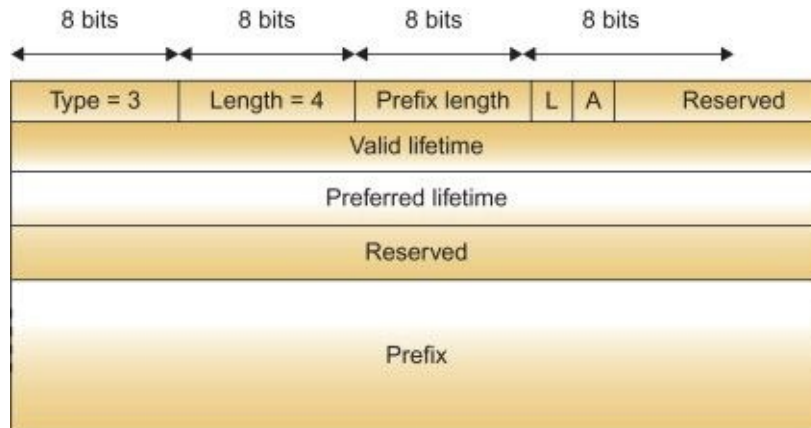 8 bits 8 bits 8 bits 8 bits
Type = 3 Length = 4 Prefix length L A Reserved
Valid lifetime
Preferred lifetime
Reserved
Prefix